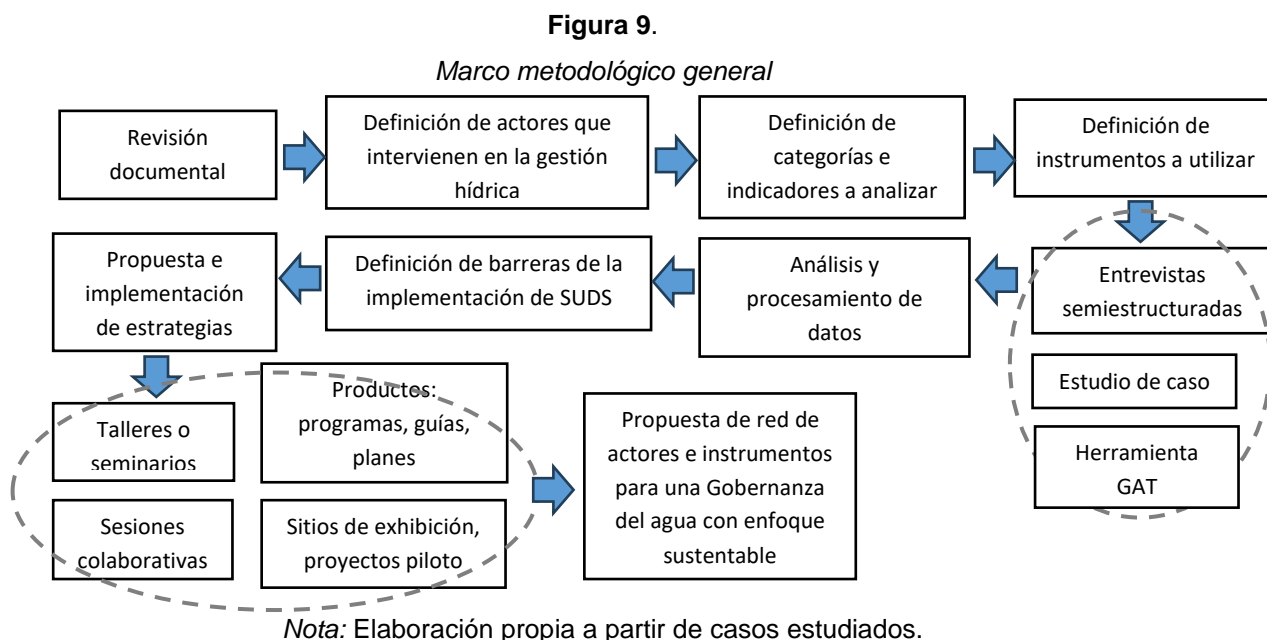 Figura 9.
Marco metodológico general
Revisión
documental
Definición de actores que
intervienen en la gestión
hídrica
Definición de
categorías e
indicadores a analizar
Definición de
instrumentos a utilizar
Entrevistas
semiestructuradas
Estudio de caso
Herramienta
GAT
Análisis y
procesamiento de
datos
Definición de barreras de la
implementación de SUDS
Propuesta e
implementación
de estrategias
Talleres o
seminarios
Productos:
programas, guías,
planes
Sesiones
colaborativas
Sitios de exhibición,
proyectos piloto
Propuesta de red de
actores e instrumentos
para una Gobernanza
del agua con enfoque
sustentable
Nota: Elaboración propia a partir de casos estudiados.